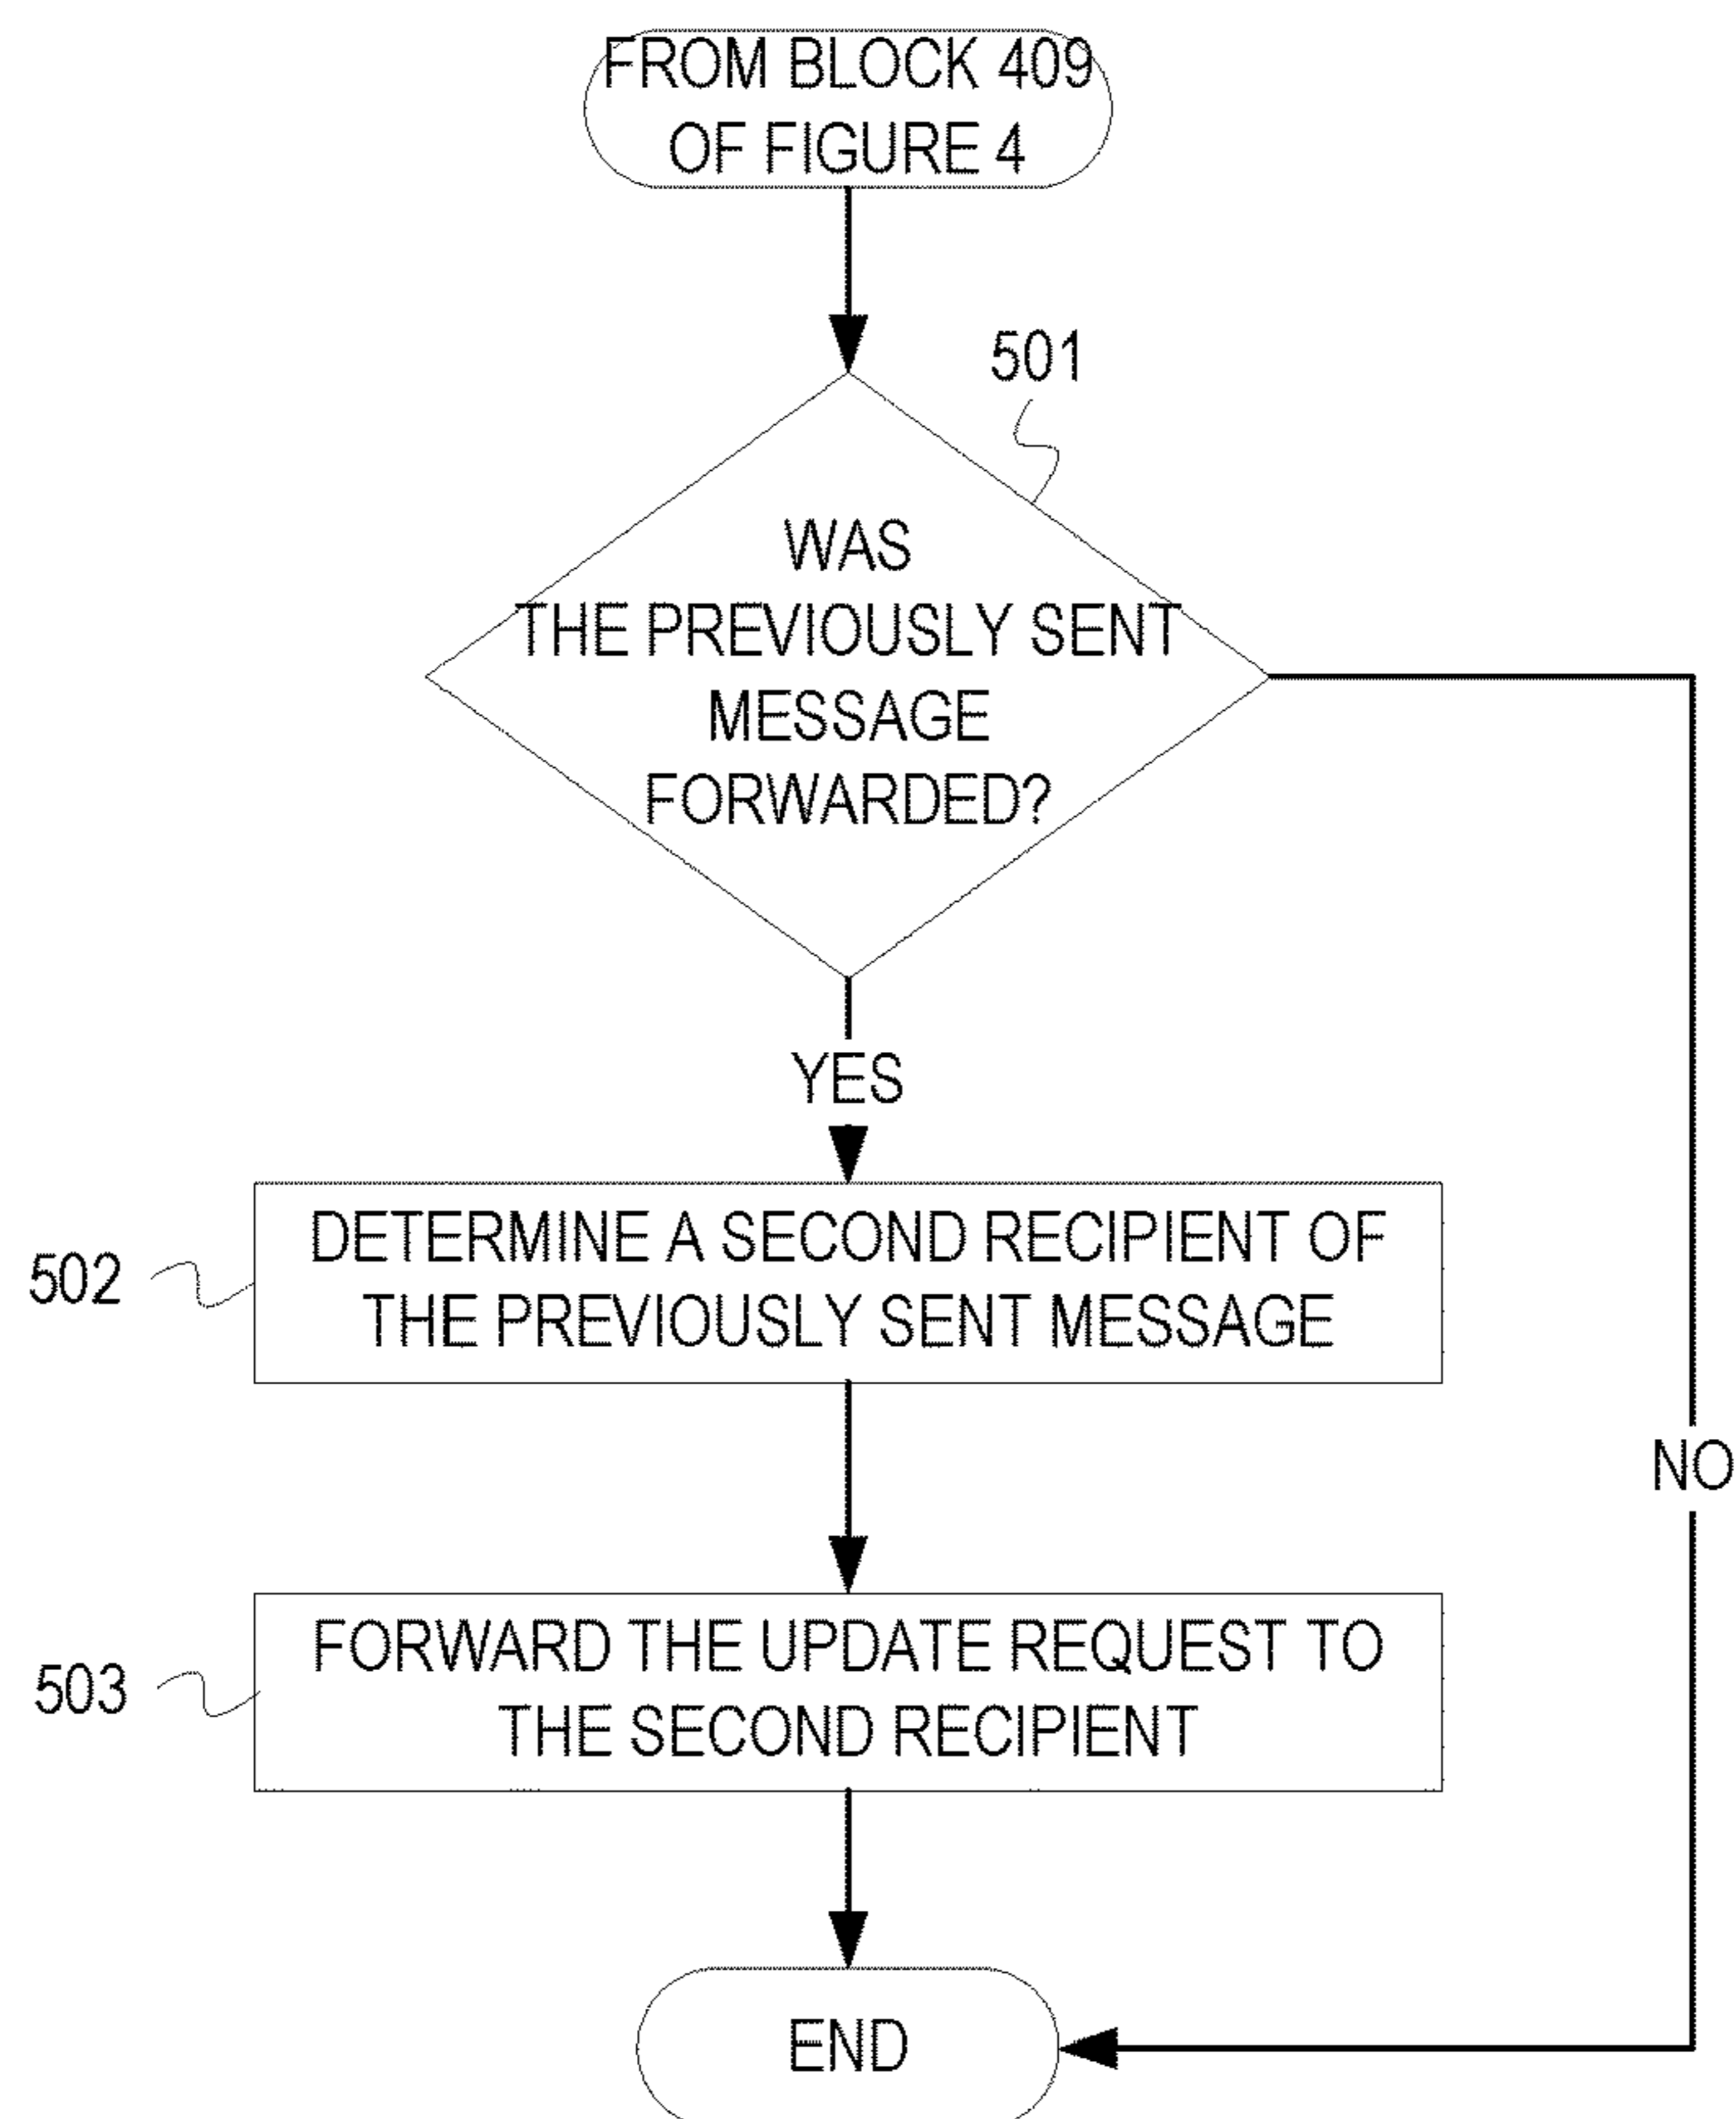 FROM BLOCK 409
OF FIGURE 4
501
WAS
THE PREVIOUSLY SENT
MESSAGE
FORWARDED?
YES
502
DETERMINE A SECOND RECIPIENT OF
THE PREVIOUSLY SENT MESSAGE
NO
503
FORWARD THE UPDATE REQUEST TO
THE SECOND RECIPIENT
END